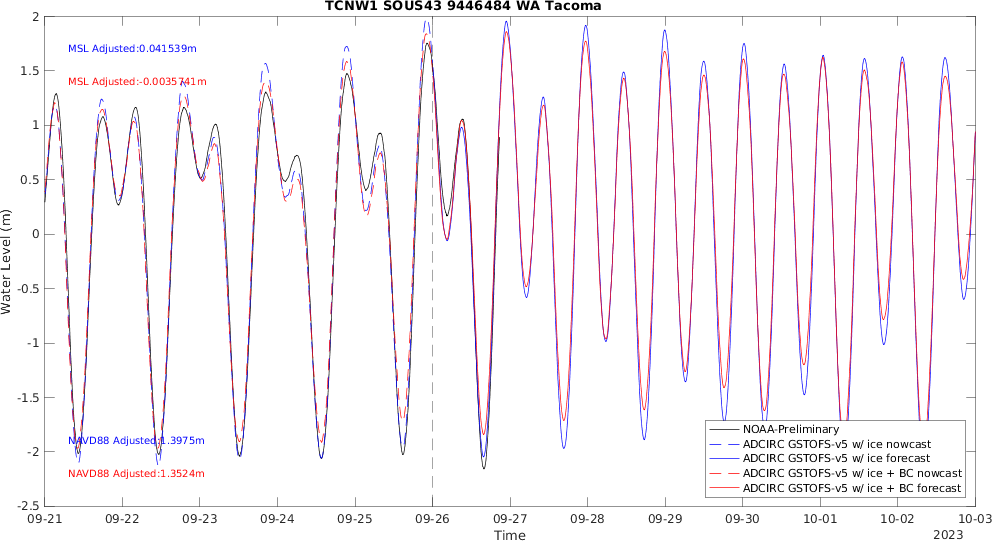 TCNW1 SOUS43 9446484 WA Tacoma
MSL Adjusted:0.041539m
MSL Adjusted:-0.0035741m
NAVD88 Adjusted:1.3975m
NAVD88 Adjusted:1.3524m
Water Level (m)
2
1.5
1
0.5
0
-0.5
-1
-1.5
-2
-2.5
NOAA-Preliminary
ADCIRC GSTOFS-v5 w/ ice nowcast
ADCIRC GSTOFS-v5 w/ ice forecast
ADCIRC GSTOFS-v5 w/ ice + BC nowcast
ADCIRC GSTOFS-v5 w/ ice + BC forecast
09-21 09-22 09-23 09-24 09-25 09-26 09-27 09-28 09-29 09-30 10-01 10-02 10-03
Time
2023